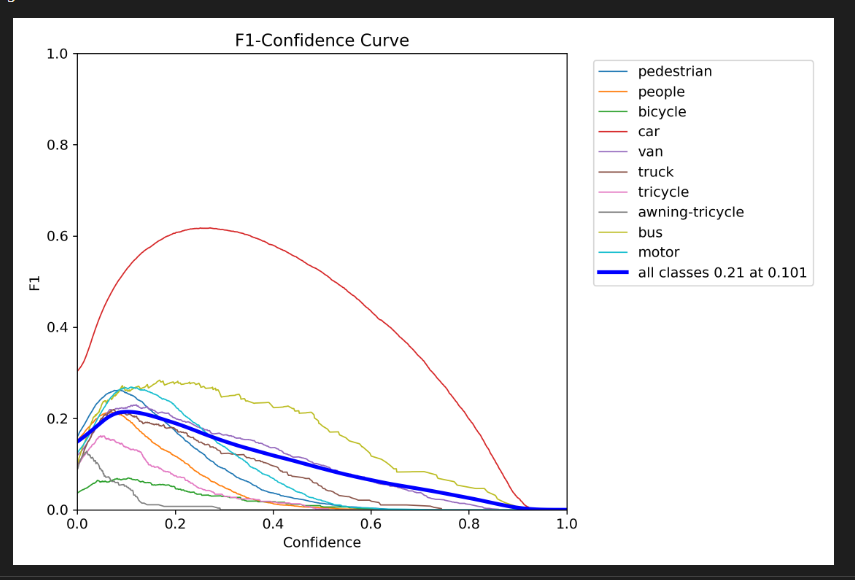 F1-Confidence Curve
1.0
0.8
0.6
0.4
0.2
0.0
F1
0.0 0.2 0.4 0.6 0.8 1.0
Confidence
pedestrian
people
bicycle
car
van
truck
tricycle
awning-tricycle
bus
motor
all classes 0.21 at 0.101